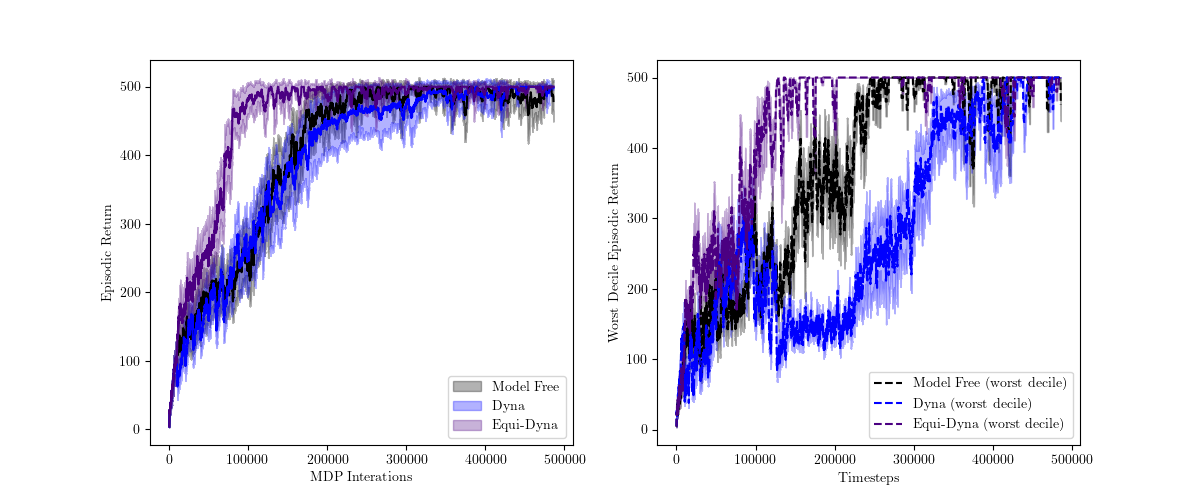 500
400
300
200
100
0
Episodic Return
0
100000
200000
300000
400000
500000
MDP Interations
Model Free
Dyna
Equi-Dyna
500
400
300
200
100
0
Worst Decile Episodic Return
0
100000
200000
300000
400000
500000
Timesteps
Model Free (worst decile)
Dyna (worst decile)
Equi-Dyna (worst decile)